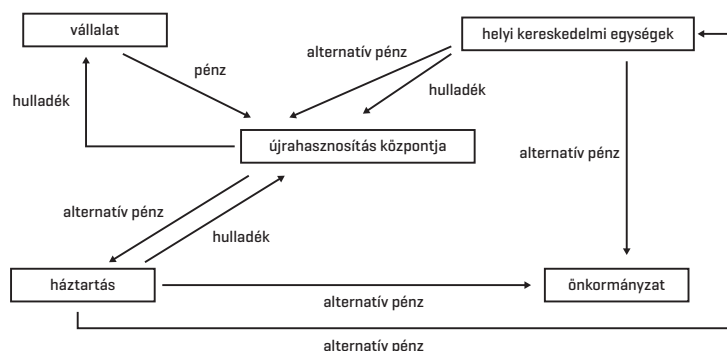 vállalat
helyi kereskedelmi egységek
alternatív pénz
pénz
hulladék
hulladék
újrahasznosítás központja
alternatív pénz
alternatív pénz
hulladék
háztartás
önkormányzat
alternatív pénz
alternatív pénz